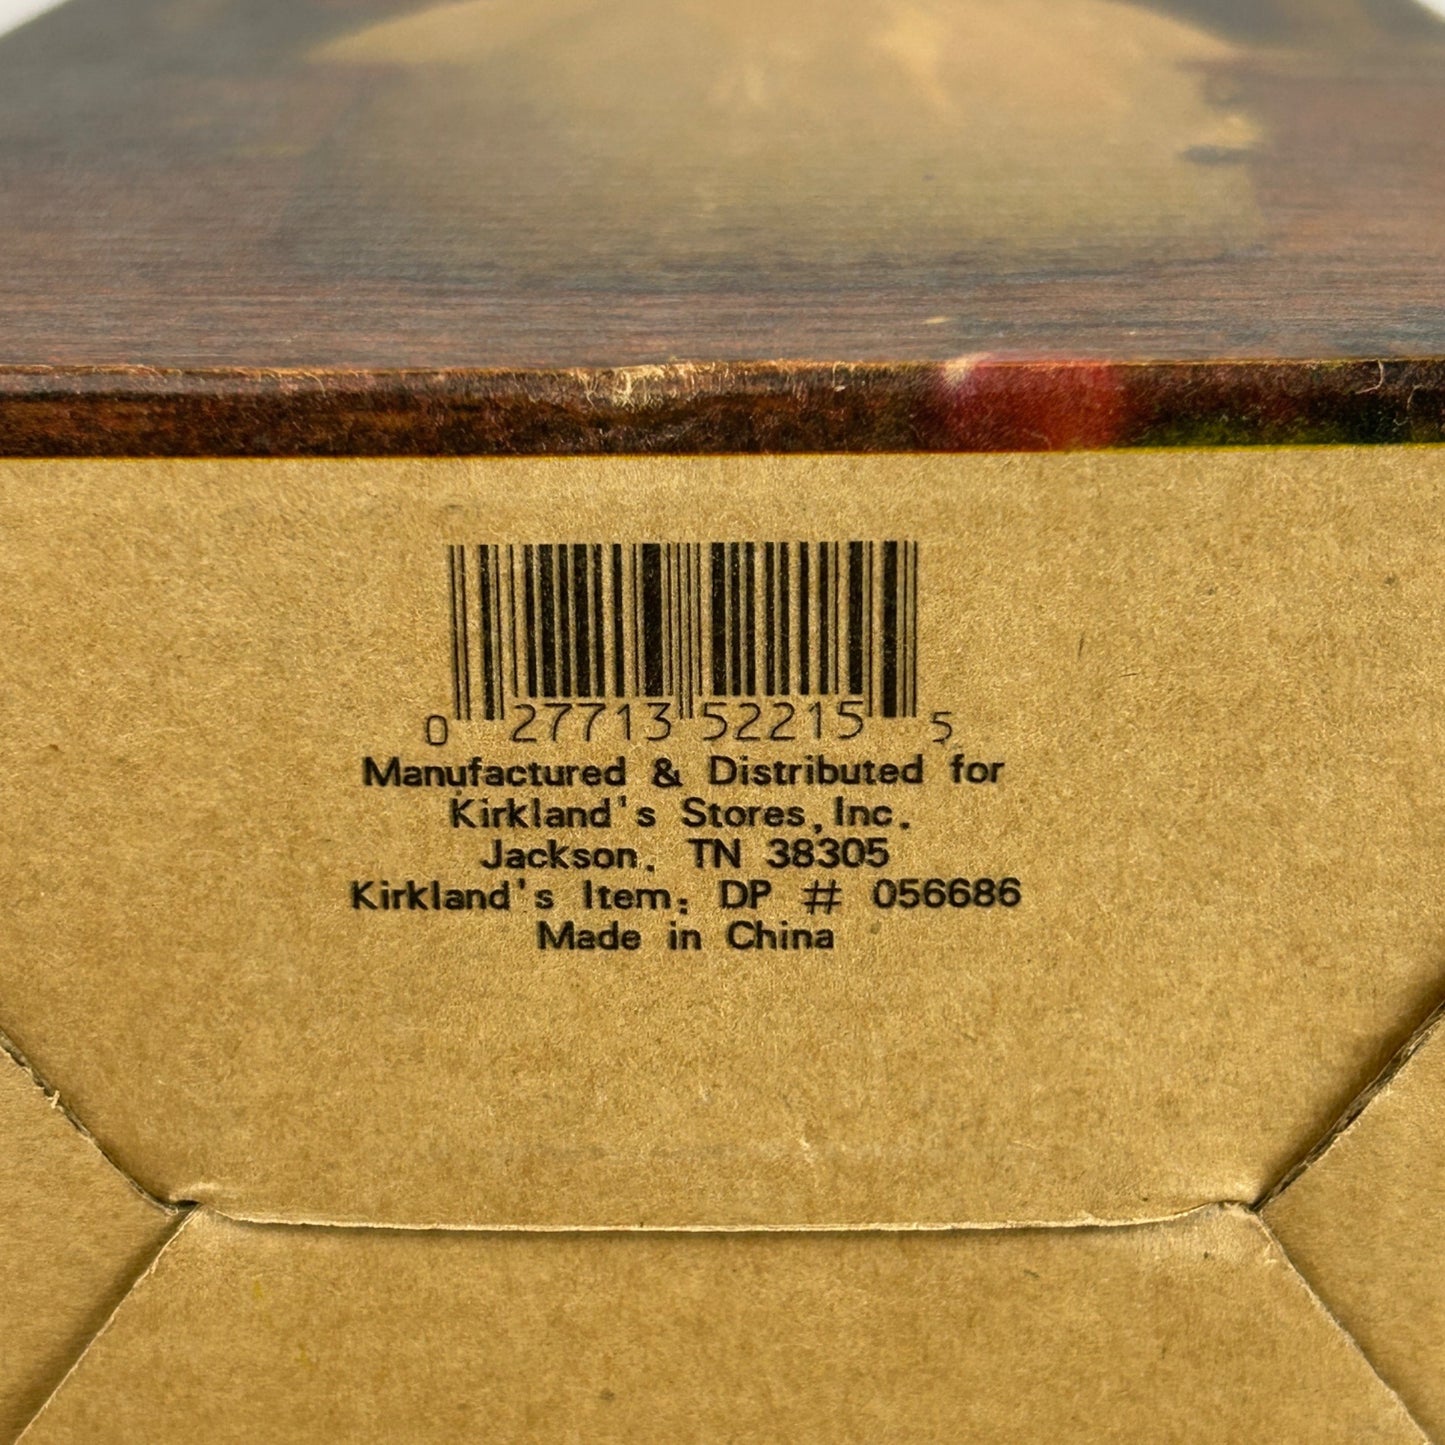 0 27713 52215 5
Manufactured & Distributed for
Kirkland's Stores,Inc.
Jackson, TN 38305
Kirkland's Item: DP # 056686
Made in China